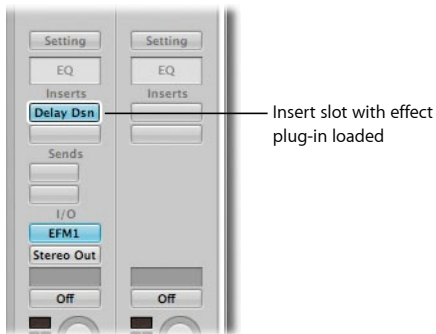 Setting Setting
EQ EQ
Inserts Inserts
Delay Dsn
Insert slot with effect
plug-in loaded
Sends
I/O
EFM1
Stereo Out
Off Off